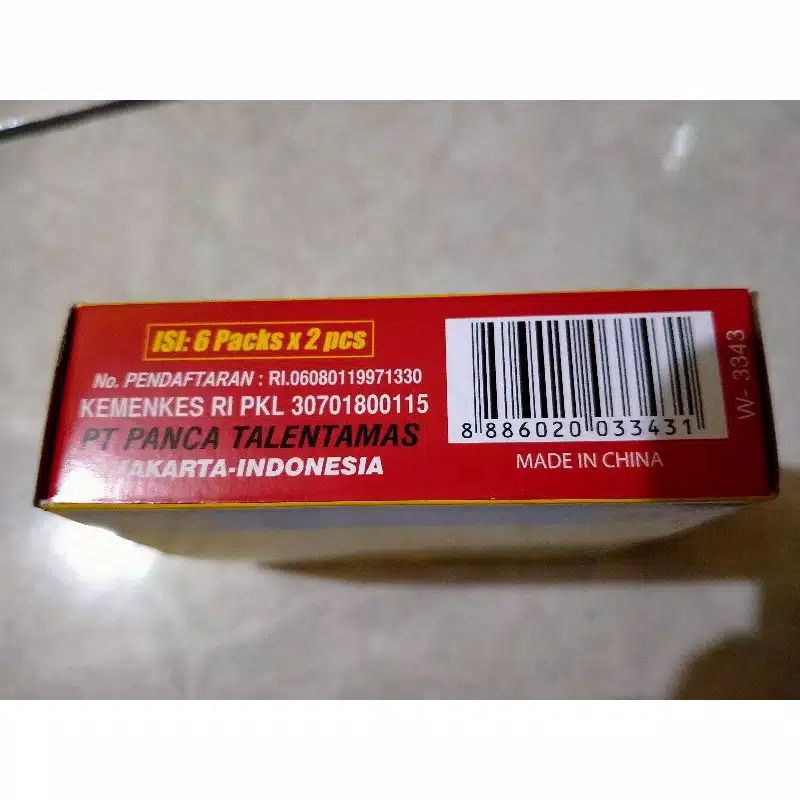 ISI: 6 Packs x 2 pcs
No. PENDAFTARAN : RI.06080119971330
KEMENKES RI PKL 30701800115
PT PANCA TALENTAMAS
JAKARTA-INDONESIA
8 886020 033431
MADE IN CHINA
W- 3343